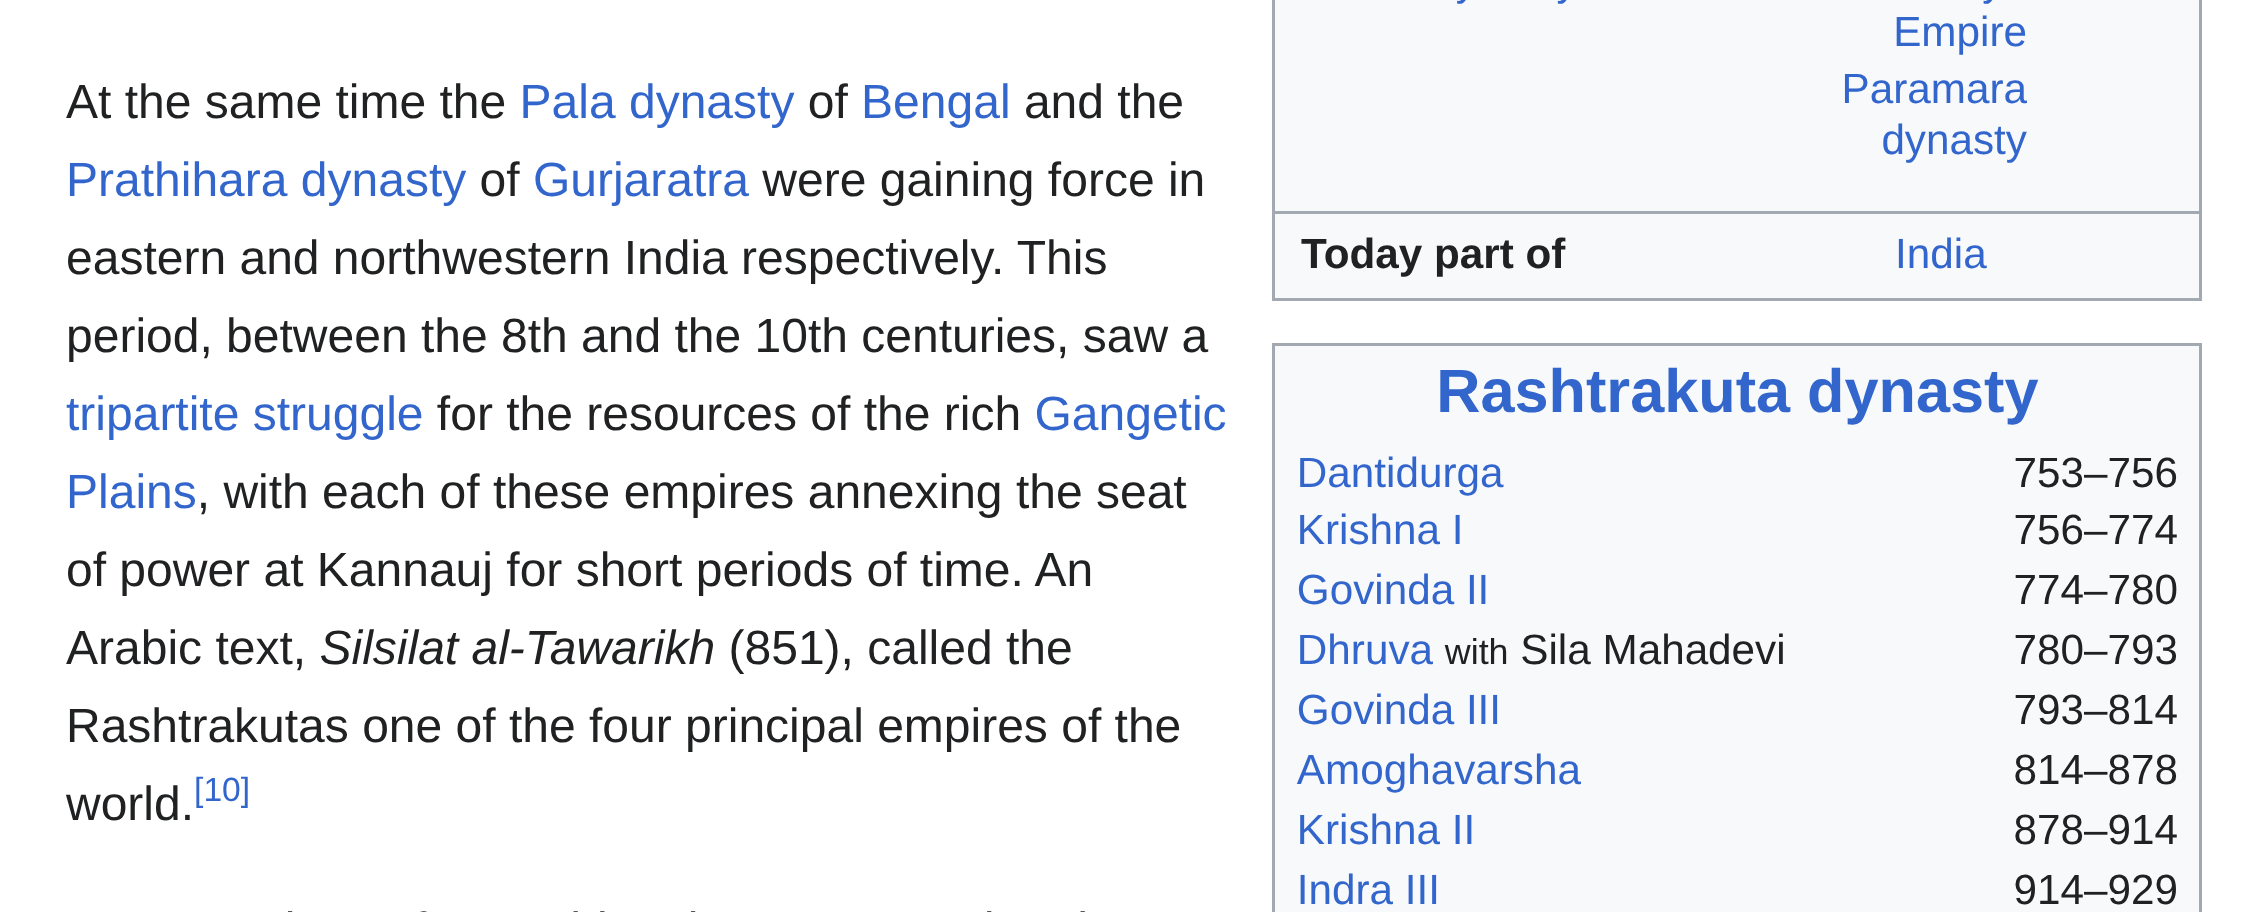 At the same time the Pala dynasty of Bengal and the
Prathihara dynasty of Gurjaratra were gaining force in
eastern and northwestern India respectively. This
period, between the 8th and the 10th centuries, saw a
tripartite struggle for the resources of the rich Gangetic
Plains, with each of these empires annexing the seat
of power at Kannauj for short periods of time. An
Arabic text, Silsilat al-Tawarikh (851), called the
Rashtrakutas one of the four principal empires of the
world.[10]
Empire
Paramara
dynasty
Today part of India
Rashtrakuta dynasty
Dantidurga 753–756
Krishna I 756–774
Govinda II 774–780
Dhruva with Sila Mahadevi 780–793
Govinda III 793–814
Amoghavarsha 814–878
Krishna II 878–914
Indra III 914–929